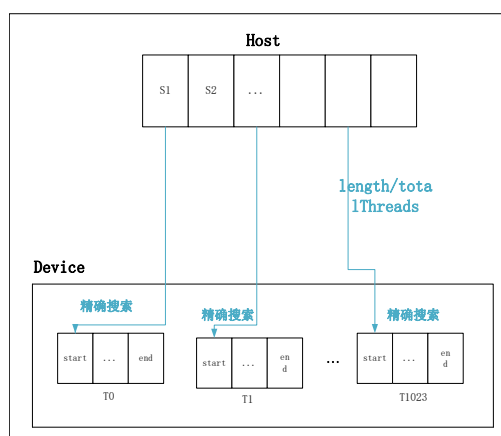 Host
S1 S2 ...
length/tota
lThreads
Device
精确搜索 精确搜索 精确搜索
start ... end
start ... en
d
...
start ... en
d
T0 T1 T1023